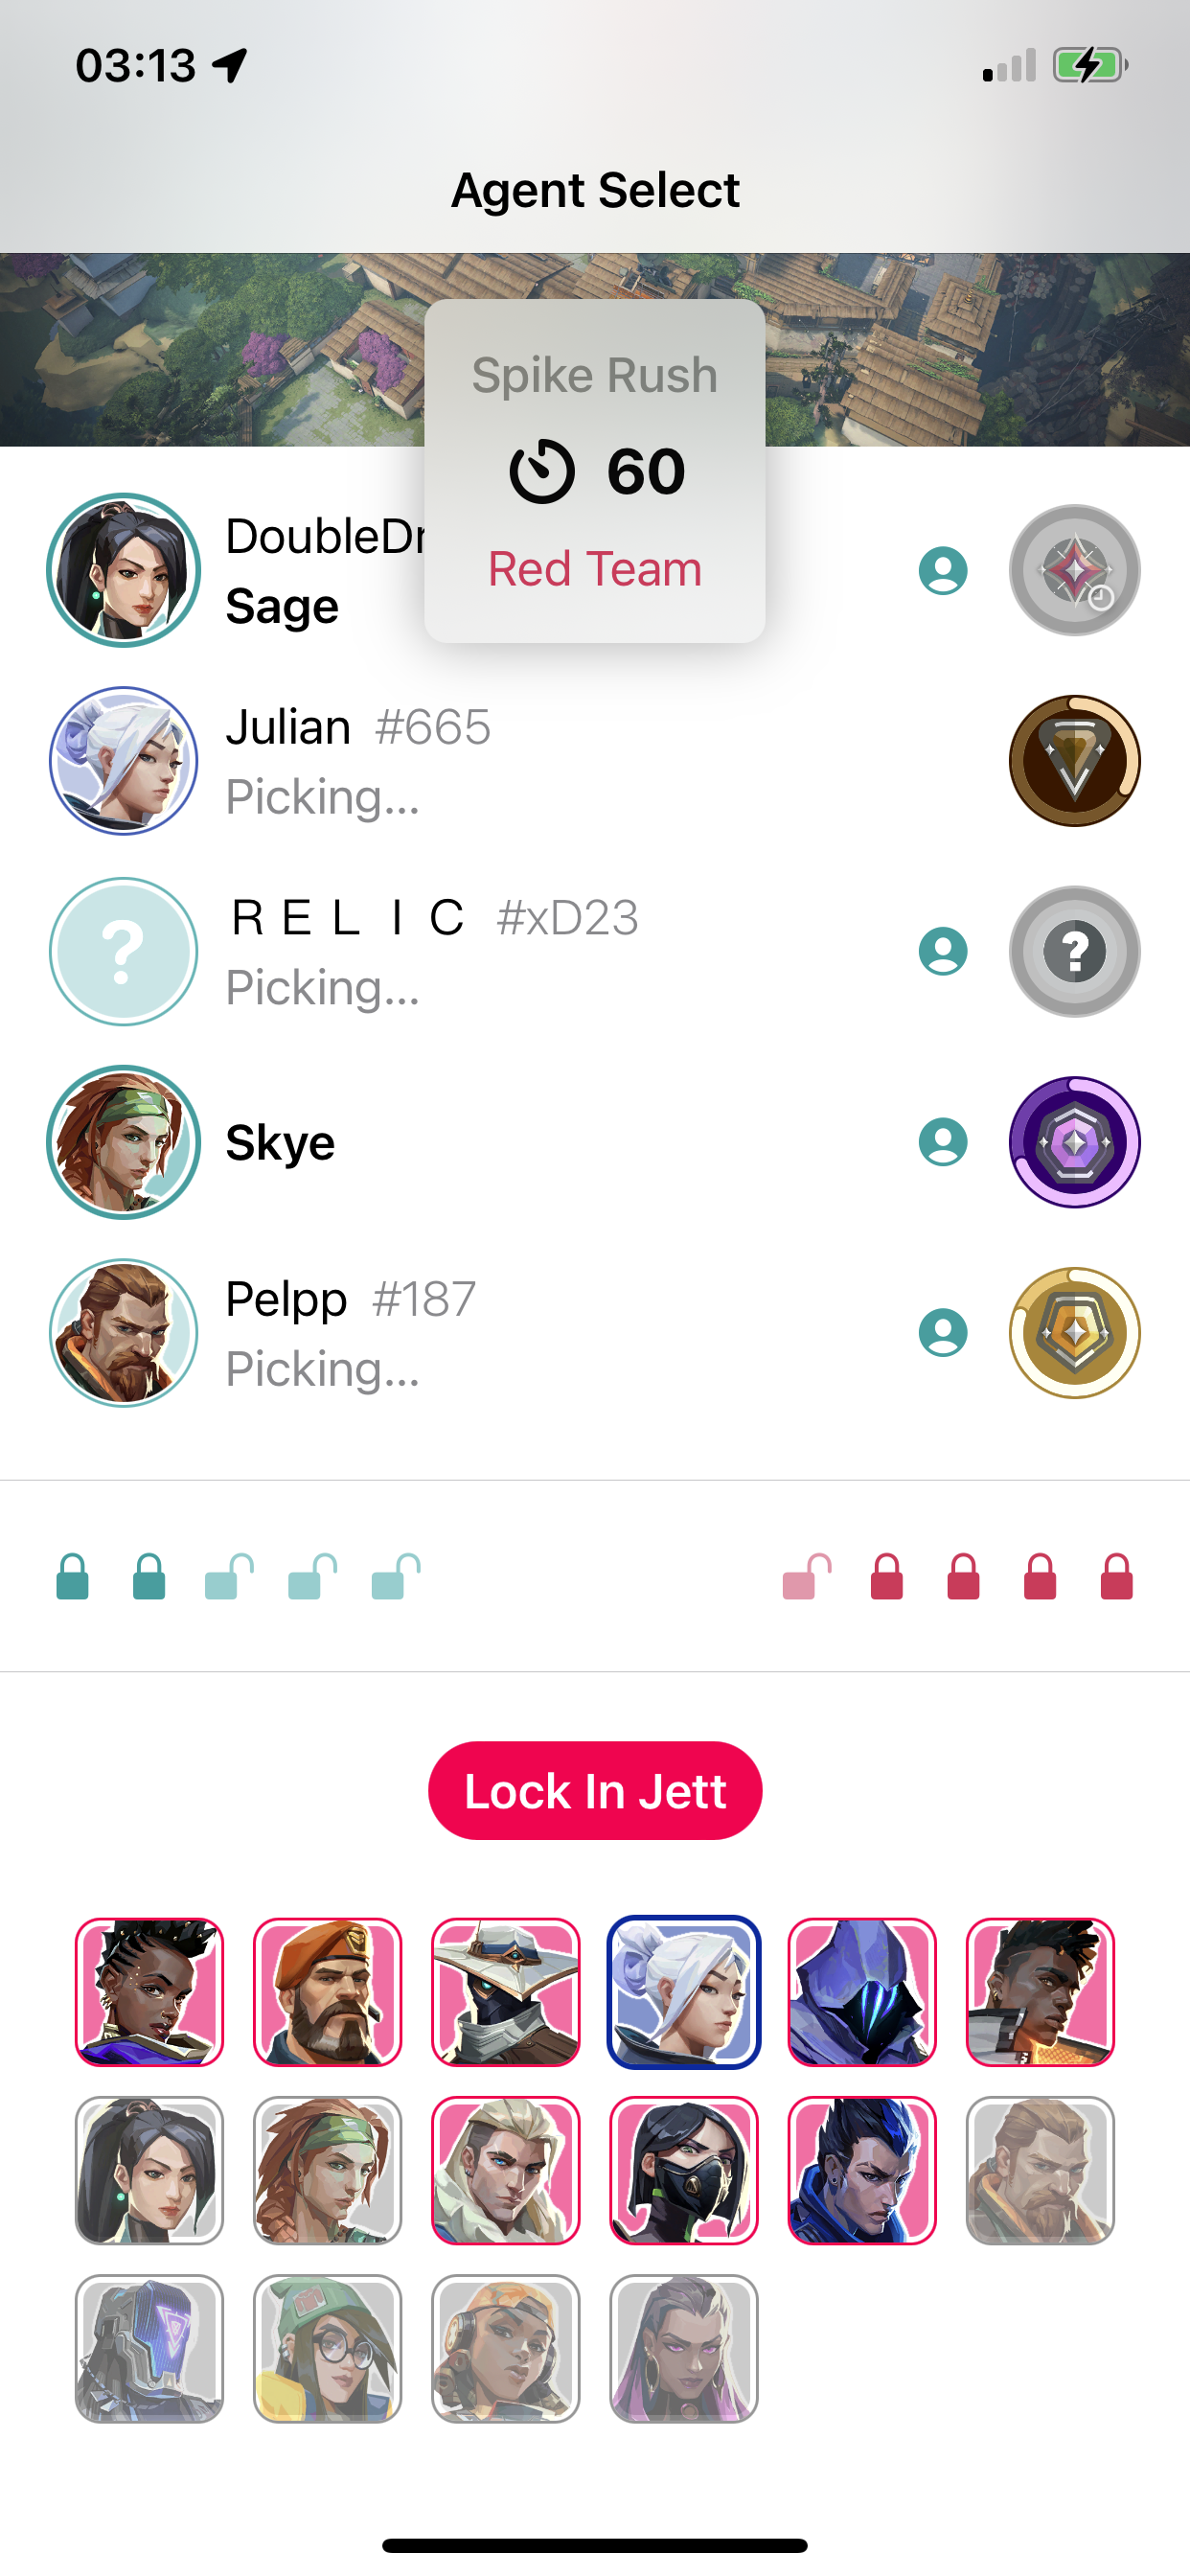 03:13
Agent Select
Spike Rush
60
Red Team
Sage
Julian #665
Picking...
ＲＥＬＩＣ #xD23
Picking...
?
Skye
Pelpp #187
Picking...
Lock In Jett